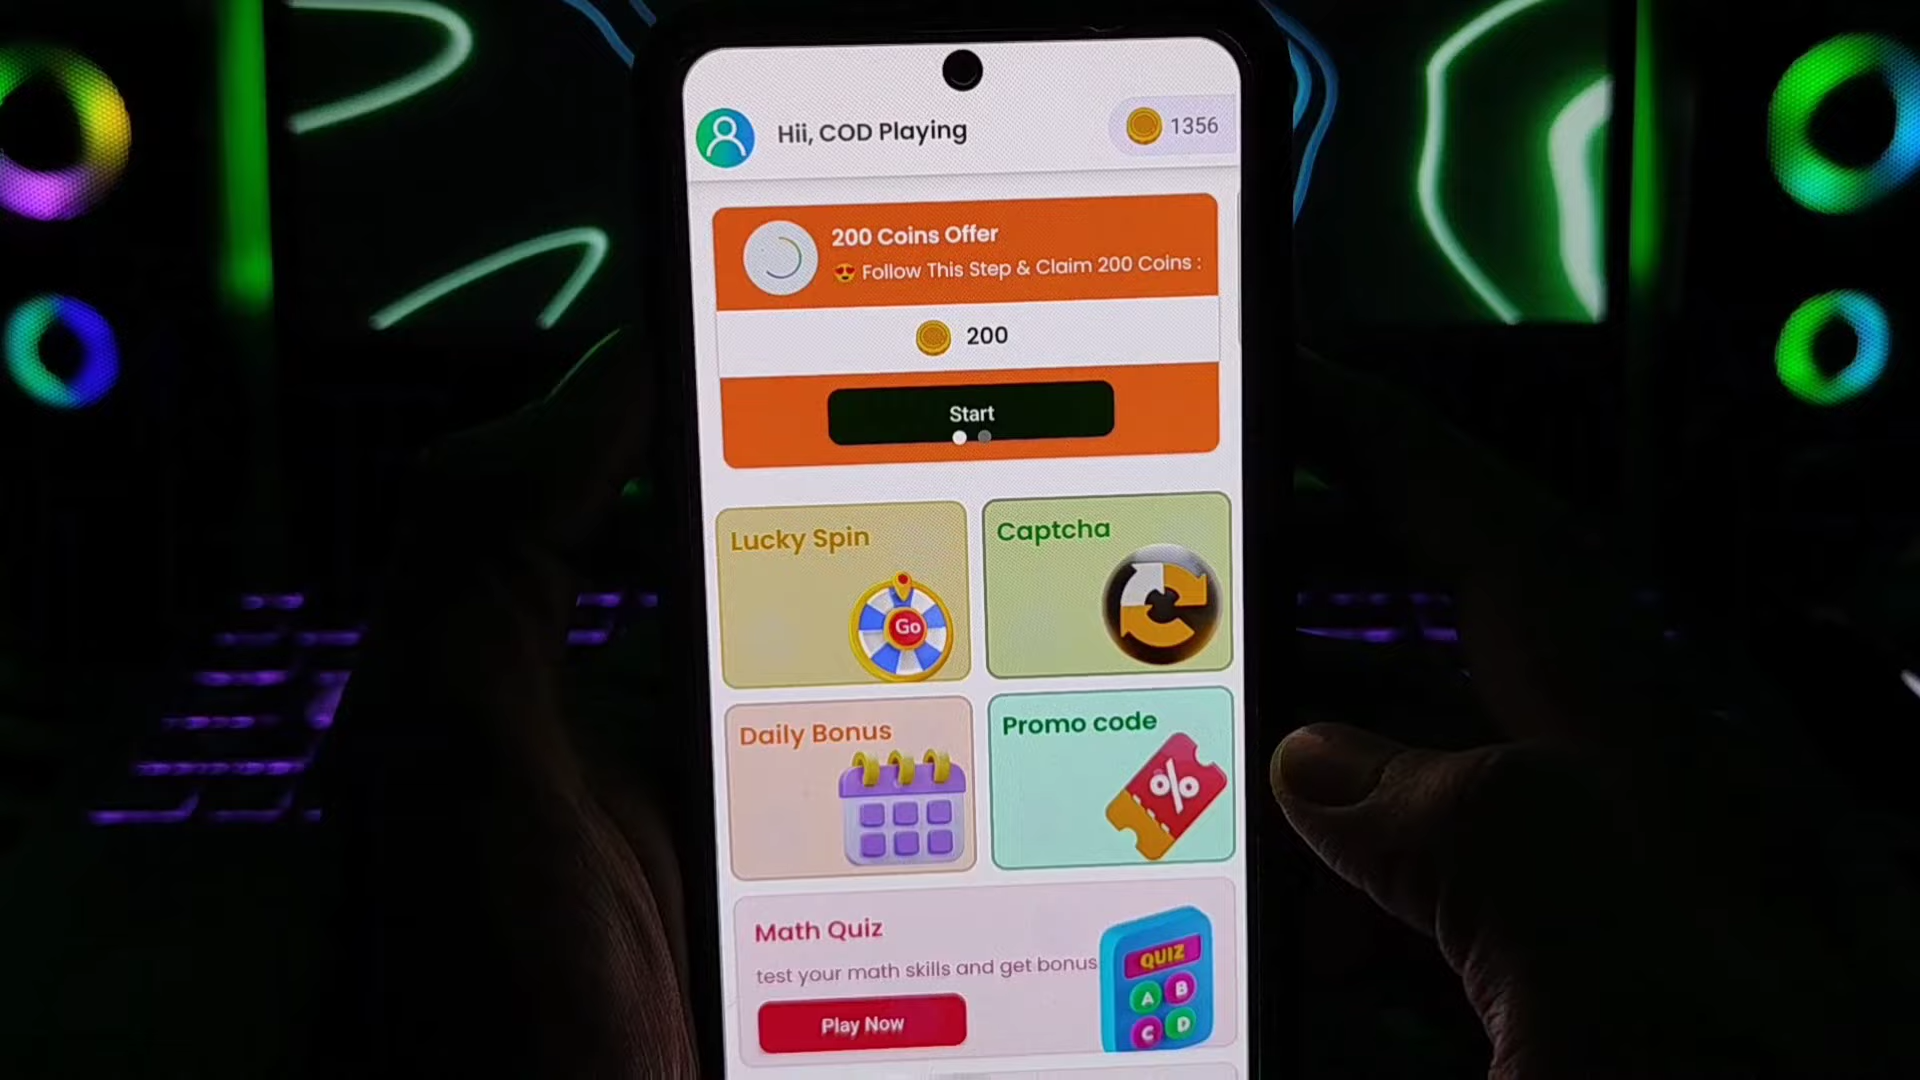 Hii, COD Playing
1356
200 Coins Offer
😍 Follow This Step & Claim 200 Coins :
200
Start
Lucky Spin
Captcha
Go
Daily Bonus
Promo code
%
Math Quiz
test your math skills and get bonus
QUIZ
A B
C D
Play Now